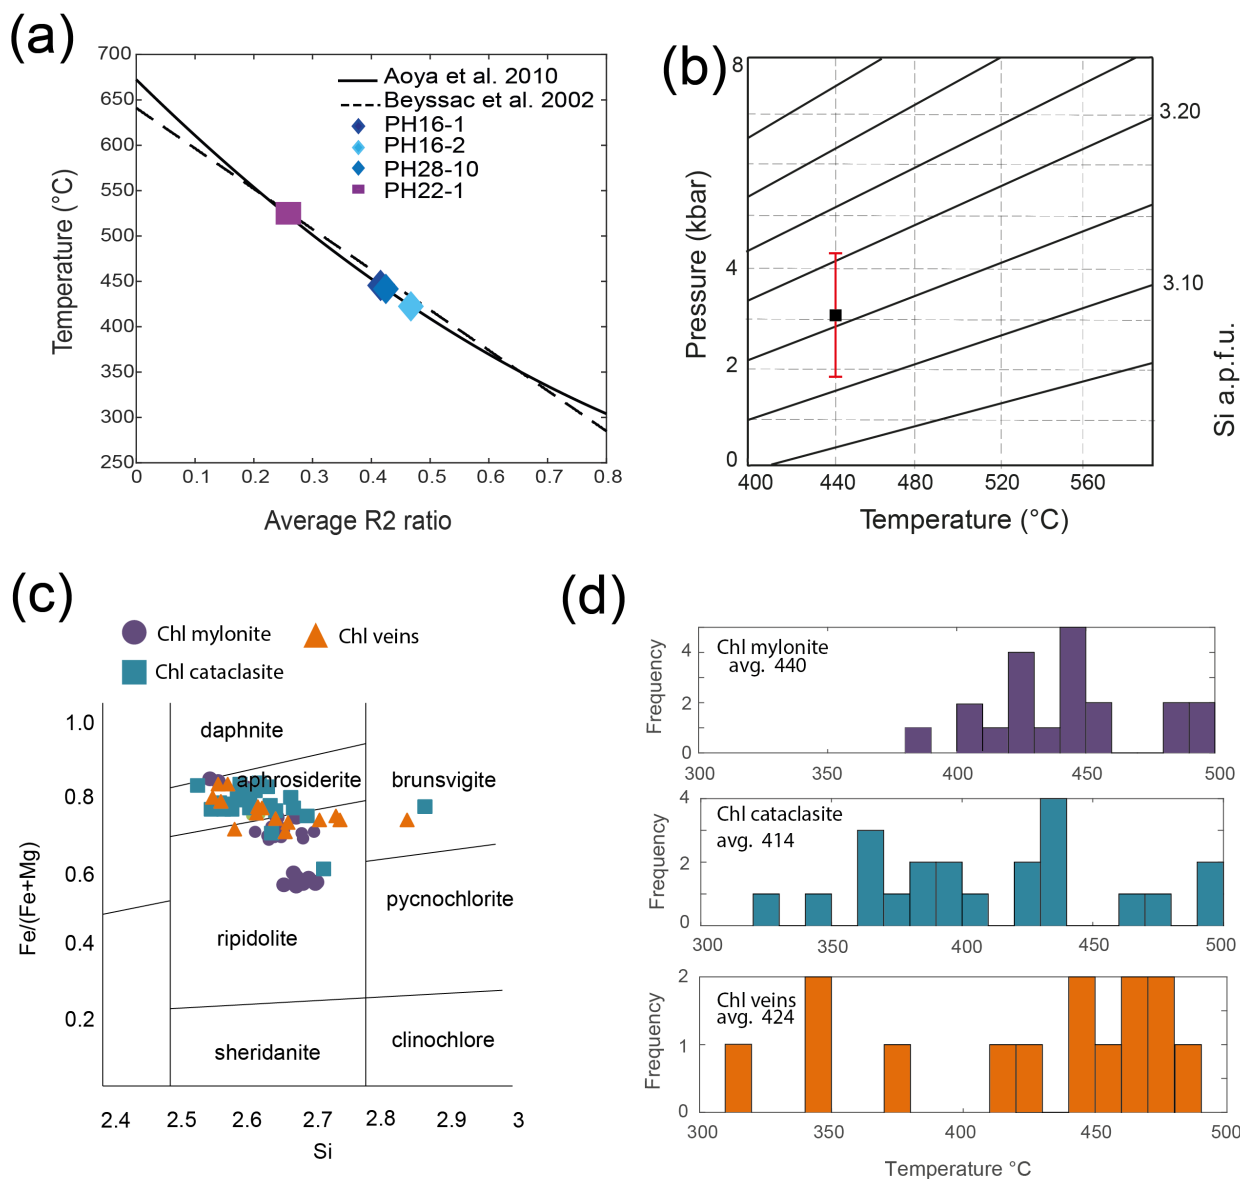 (a)
700
650
600
550
500
450
400
350
300
250
0
0.1
0.2
0.3
0.4
0.5
0.6
0.7
0.8
Temperature (°C)
Average R2 ratio
Aoya et al. 2010
Beyssac et al. 2002
PH16-1
PH16-2
PH28-10
PH22-1
(b)
8
4
2
0
400
440
480
520
560
Pressure (kbar)
Temperature (°C)
3.20
3.10
Si a.p.f.u.
(c)
Chl mylonite
Chl veins
Chl cataclasite
1.0
0.8
0.6
0.4
0.2
Fe/(Fe+Mg)
daphnite
aphrosiderite
brunsvigite
pycnochlorite
ripidolite
sheridanite
clinochlore
2.4
2.5
2.6
2.7
2.8
2.9
3
Si
(d)
Chl mylonite
avg. 440
Frequency
4
2
0
300
350
400
450
500
Chl cataclasite
avg. 414
Frequency
4
2
0
300
350
400
450
500
Chl veins
avg. 424
Frequency
2
1
0
300
350
400
450
500
Temperature °C